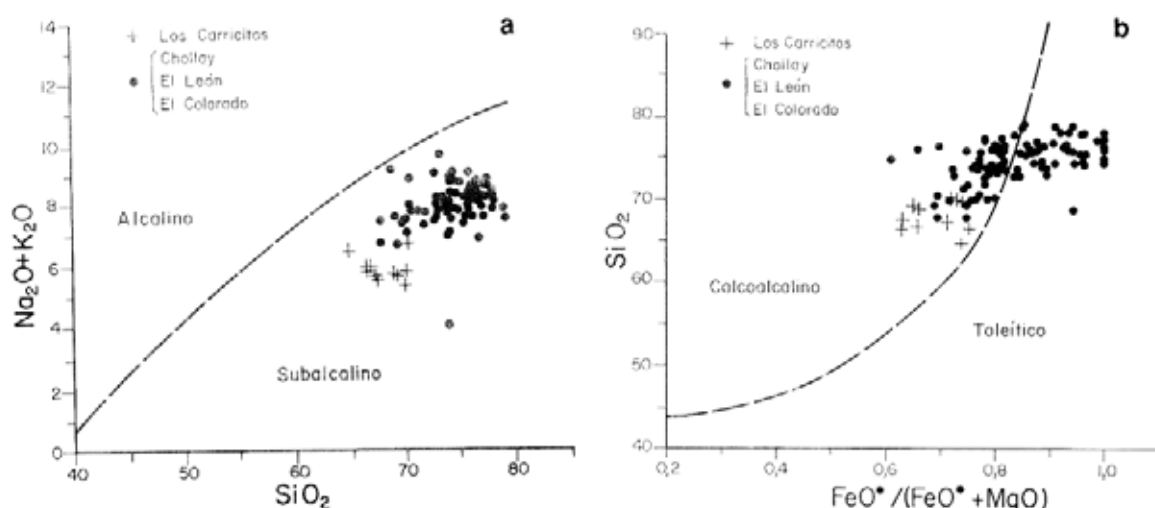 a
Los Carricitos
Chollay
El León
El Colorado
14
12
10
8
6
4
2
0
Na₂O+K₂O
Alcalino
Subalcalino
40
50
60
70
80
SiO₂
b
Los Carricitos
Chollay
El León
El Colorado
90
80
70
60
50
40
SiO₂
Calcoalcalino
Toleítico
0,2
0,4
0,6
0,8
1,0
FeO• /(FeO• +MgO)